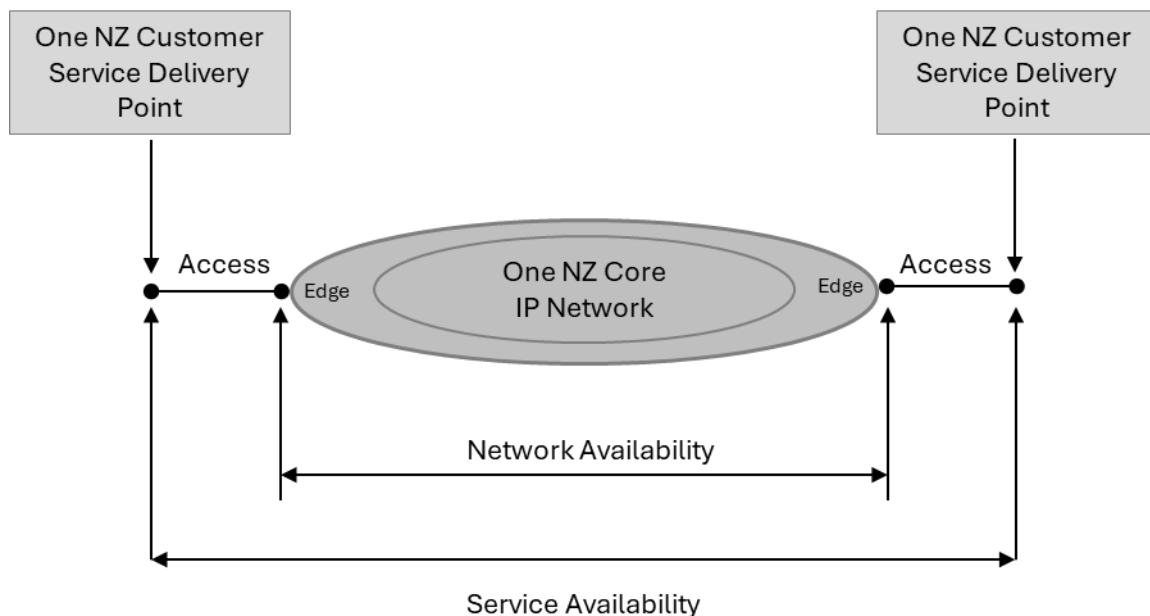 One NZ Customer
Service Delivery
Point
One NZ Customer
Service Delivery
Point
Access
Edge
One NZ Core
IP Network
Edge
Access
Network Availability
Service Availability